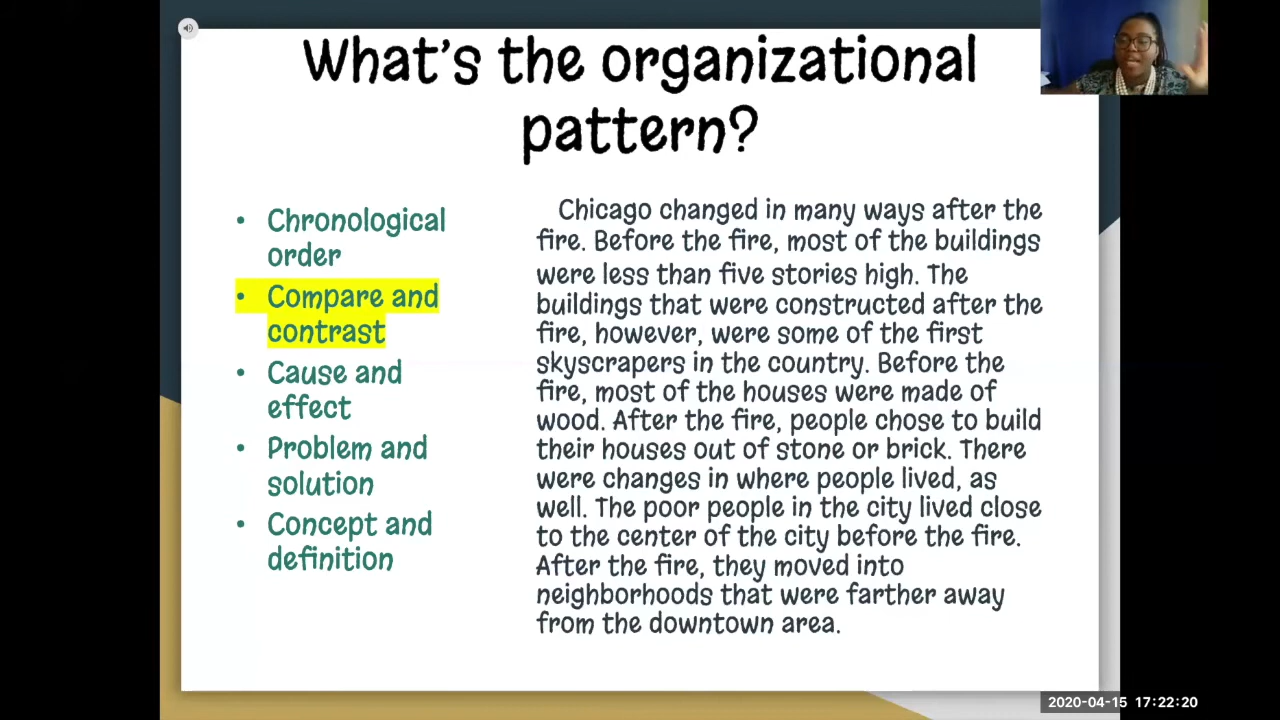 What's the organizational
pattern?
• Chronological
order
• Compare and
contrast
• Cause and
effect
• Problem and
solution
• Concept and
definition
Chicago changed in many ways after the
fire. Before the fire, most of the buildings
were less than five stories high. The
buildings that were constructed after the
fire, however, were some of the first
skyscrapers in the country. Before the
fire, most of the houses were made of
wood. After the fire, people chose to build
their houses out of stone or brick. There
were changes in where people lived, as
well. The poor people in the city lived close
to the center of the city before the fire.
After the fire, they moved into
neighborhoods that were farther away
from the downtown area.
2020-04-15 17:22:20